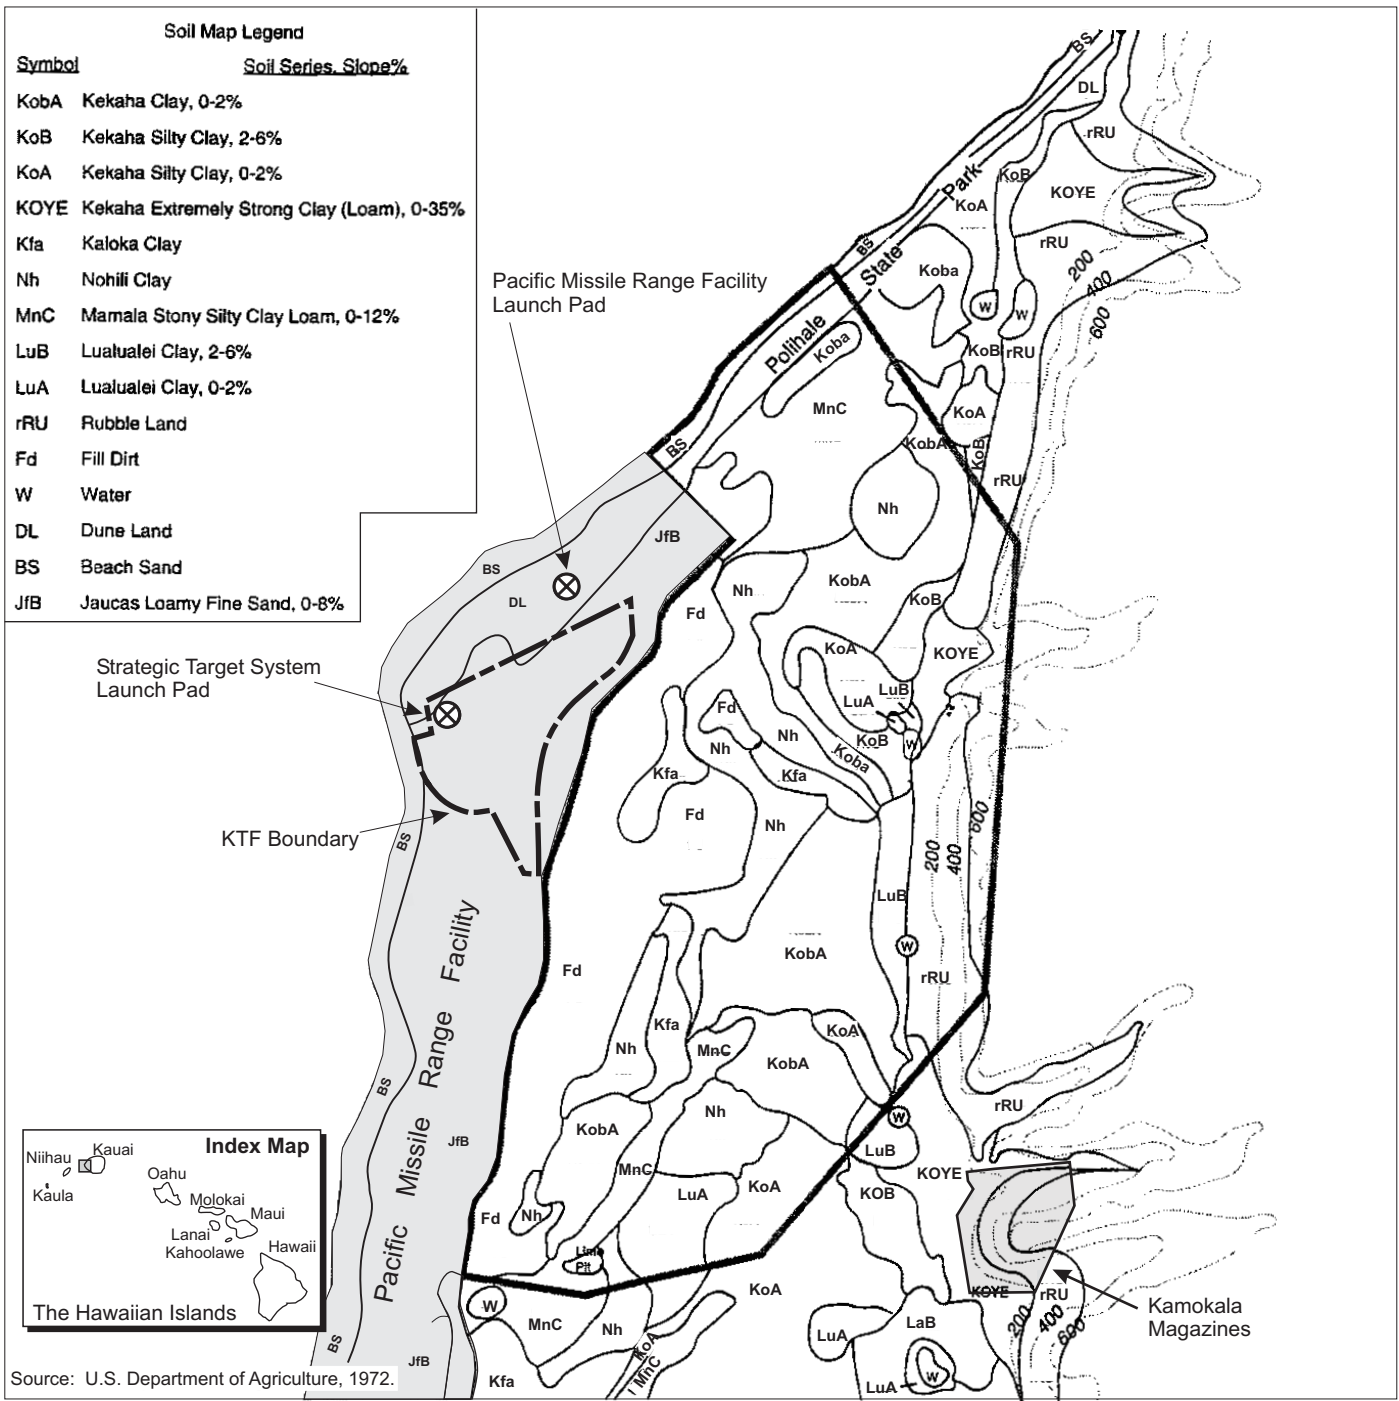 Soil Map Legend
Symbol Soil Series, Slope%
KobA Kekaha Clay, 0-2%
KoB Kekaha Silty Clay, 2-6%
KoA Kekaha Silty Clay, 0-2%
KOYE Kekaha Extremely Strong Clay (Loam), 0-35%
Kfa Kaloka Clay
Nh Nohili Clay
MnC Mamala Stony Silty Clay Loam, 0-12%
LuB Lualualei Clay, 2-6%
LuA Lualualei Clay, 0-2%
rRU Rubble Land
Fd Fill Dirt
W Water
DL Dune Land
BS Beach Sand
JfB Jaucas Loamy Fine Sand, 0-8%
BS
DL
rRU
KoB
KOYE
KoA
rRU
BS
Koba
200
400
600
W
W
Polihale State Park
Koba
KoB
rRU
MnC
KoA
KobA
KoB
rRU
BS
Nh
Pacific Missile Range Facility
Launch Pad
JfB
BS
DL
Nh
KobA
KoB
Fd
KoA
KOYE
LuB
LuA
Strategic Target System
Launch Pad
Fd
Nh
Nh
KoB
W
Koba
Kfa
Kfa
Fd
Nh
200
400
600
KTF Boundary
BS
LuB
W
KobA
rRU
Fd
Pacific Missile Range Facility
Kfa
Nh
MnC
KobA
KoA
BS
JfB
KobA
Nh
W
rRU
LuB
KOYE
MnC
LuA
KoA
KOB
Fd
Nh
Lime
Pit
KoA
W
MnC
Nh
KoA
MnC
Kfa
JfB
BS
LuA
LaB
W
LuA
KOYE
rRU
200
400
600
Kamokala
Magazines
Index Map
Niihau
Kauai
Kaula
Oahu
Molokai
Maui
Lanai
Kahoolawe
Hawaii
The Hawaiian Islands
Source: U.S. Department of Agriculture, 1972.